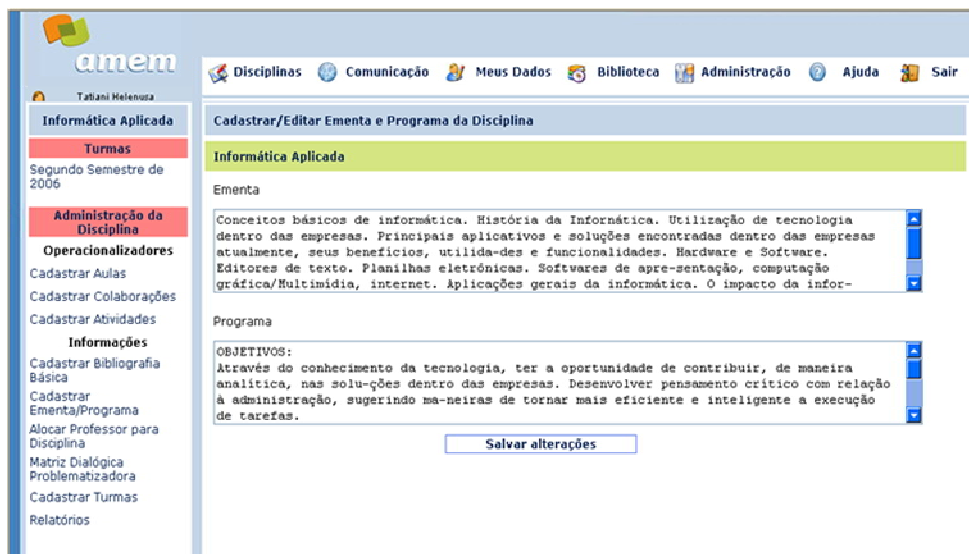 amem
Disciplinas Comunicação Meus Dados Biblioteca Administração Ajuda Sair
Tatiani Helenusa
Informática Aplicada
Turmas
Segundo Semestre de
2006
Administração da
Disciplina
Operacionalizadores
Cadastrar Aulas
Cadastrar Colaborações
Cadastrar Atividades
Informações
Cadastrar Bibliografia
Básica
Cadastrar
Ementa/Programa
Alocar Professor para
Disciplina
Matriz Dialógica
Problematizadora
Cadastrar Turmas
Relatórios
Cadastrar/Editar Ementa e Programa da Disciplina
Informática Aplicada
Ementa
Conceitos básicos de informática. História da Informática. Utilização de tecnologia
dentro das empresas. Principais aplicativos e soluções encontradas dentro das empresas
atualmente, seus benefícios, utilida-des e funcionalidades. Hardware e Software.
Editores de texto. Planilhas eletrônicas. Softwares de apre-sentação, computação
gráfica/Multimídia, internet. Aplicações gerais da informática. O impacto da infor-
Programa
OBJETIVOS:
Através do conhecimento da tecnologia, ter a oportunidade de contribuir, de maneira
analítica, nas solu-ções dentro das empresas. Desenvolver pensamento crítico com relação
à administração, sugerindo ma-neiras de tornar mais eficiente e inteligente a execução
de tarefas.
Salvar alterações